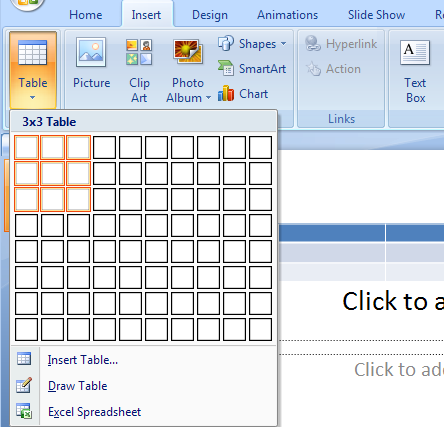 Home Insert Design Animations Slide Show
Table Picture Clip Art Photo Album Shapes SmartArt Chart Hyperlink Action Links Text Box
3x3 Table
Insert Table...
Draw Table
Excel Spreadsheet
Click to
Click to